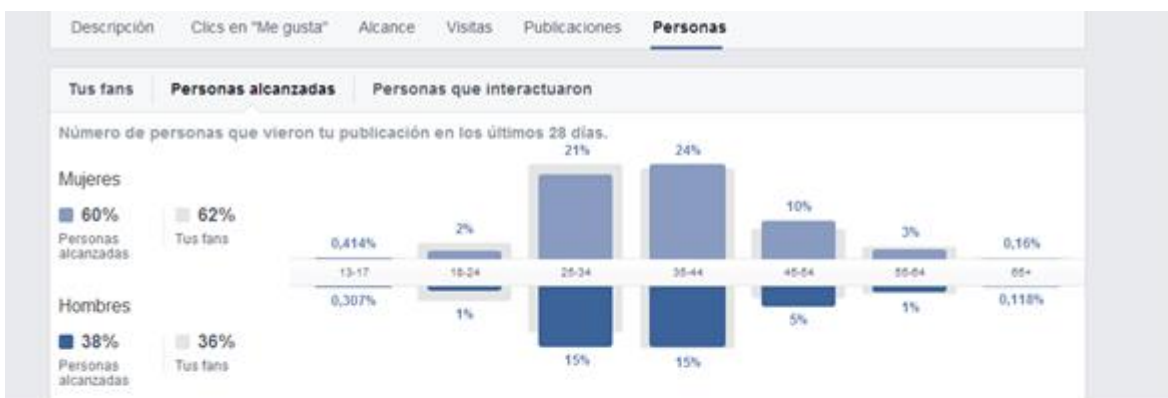 Descripción Clics en "Me gusta" Alcance Visitas Publicaciones Personas
Tus fans Personas alcanzadas Personas que interactuaron
Número de personas que vieron tu publicación en los últimos 28 días.
21% 24%
Mujeres
10%
60% 62%
2% 3%
Personas alcanzadas Tus fans
0,414% 0,16%
13-17 18-24 25-34 35-44 45-54 55-64 65+
Hombres
0,307% 1% 5% 1% 0,118%
38% 36%
15% 15%
Personas alcanzadas Tus fans